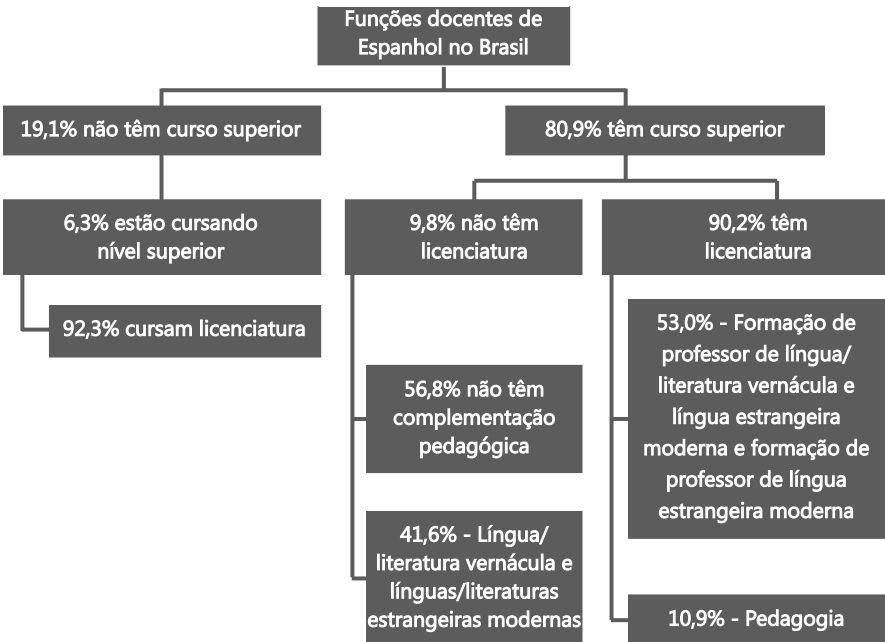 Funções docentes de
Espanhol no Brasil
19,1% não têm curso superior
80,9% têm curso superior
6,3% estão cursando
nível superior
9,8% não têm
licenciatura
90,2% têm
licenciatura
92,3% cursam licenciatura
56,8% não têm
complementação
pedagógica
41,6% - Língua/
literatura vernácula e
línguas/literaturas
estrangeiras modernas
53,0% - Formação de
professor de língua/
literatura vernácula e
língua estrangeira
moderna e formação de
professor de língua
estrangeira moderna
10,9% - Pedagogia